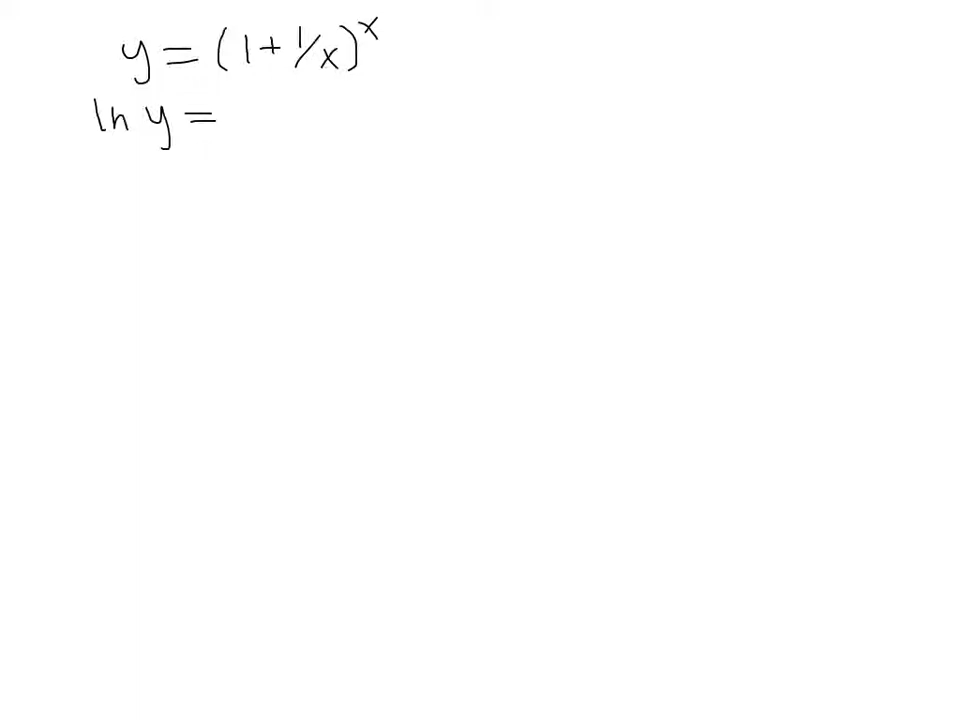 y = (1 + 1/x)^x
ln y =